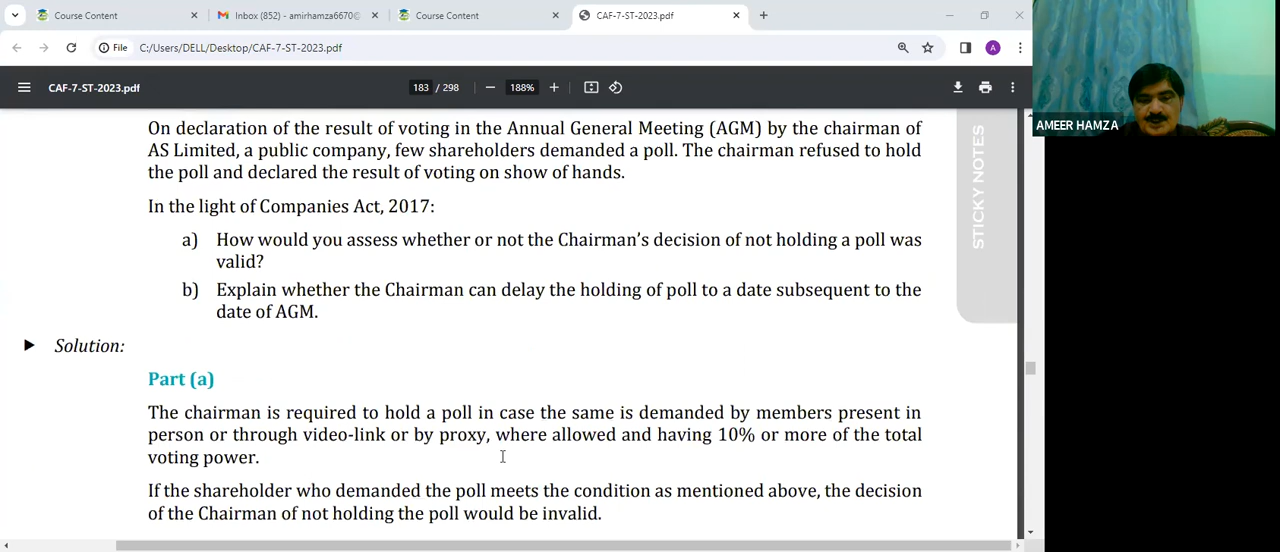 Course Content
Inbox (852) - amirhamza6670@
Course Content
CAF-7-ST-2023.pdf
File
C:/Users/DELL/Desktop/CAF-7-ST-2023.pdf
A
CAF-7-ST-2023.pdf
183 / 298
188%
AMEER HAMZA
On declaration of the result of voting in the Annual General Meeting (AGM) by the chairman of
AS Limited, a public company, few shareholders demanded a poll. The chairman refused to hold
the poll and declared the result of voting on show of hands.
In the light of Companies Act, 2017:
a) How would you assess whether or not the Chairman's decision of not holding a poll was
valid?
b) Explain whether the Chairman can delay the holding of poll to a date subsequent to the
date of AGM.
STICKY NOTES
Solution:
Part (a)
The chairman is required to hold a poll in case the same is demanded by members present in
person or through video-link or by proxy, where allowed and having 10% or more of the total
voting power.
If the shareholder who demanded the poll meets the condition as mentioned above, the decision
of the Chairman of not holding the poll would be invalid.